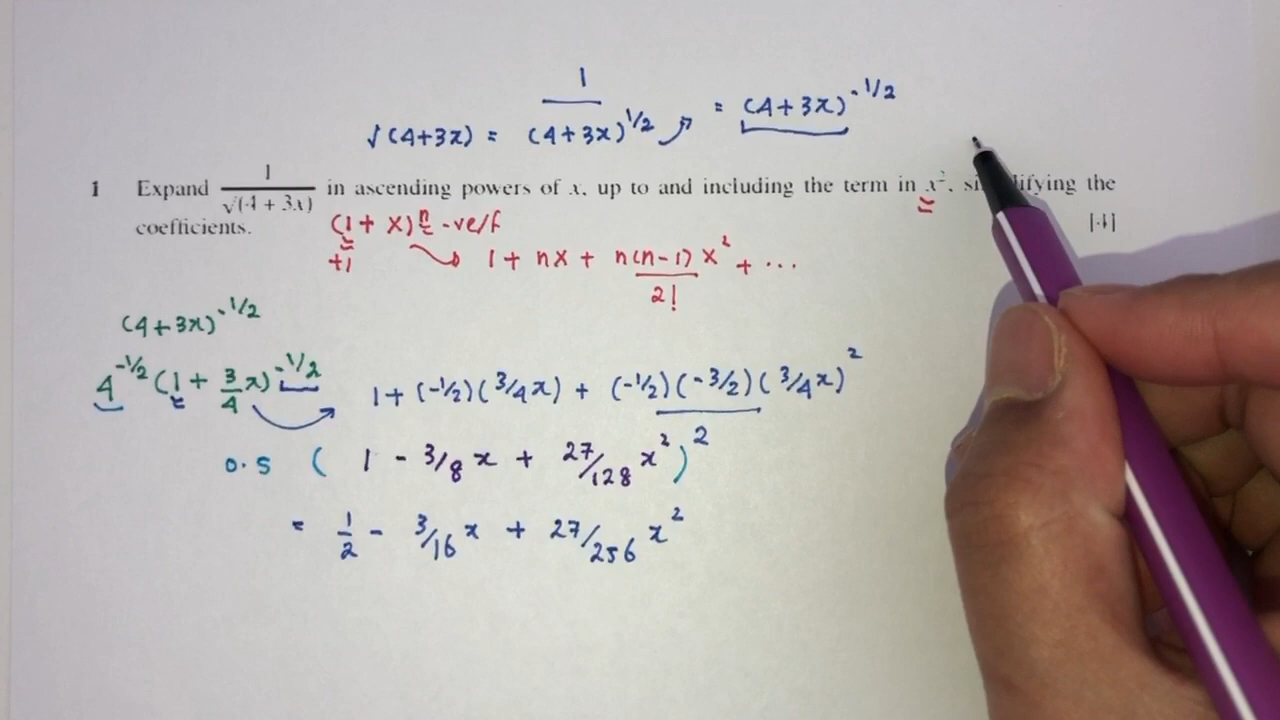 1
√(4+3x) = (4+3x)^1/2 = (4+3x)^-1/2
1 Expand 1/√(4 + 3x) in ascending powers of x, up to and including the term in x², the
coefficients. [4]
(1 + x)^n -ve/f
+1 1 + nx + n(n-1)/2! x² + ...
(4+3x)^-1/2
4^-1/2 (1 + 3/4 x)^-1/2 1 + (-1/2)(3/4x) + (-1/2)(-3/2)(3/4x)²
2
0.5 ( 1 - 3/8 x + 27/128 x² )
= 1/2 - 3/16 x + 27/256 x²